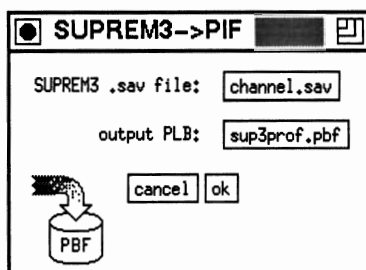 SUPREM3->PIF
SUPREM3 .sav file: channel.sav
output PLB: sup3prof.pbf
cancel ok
PBF